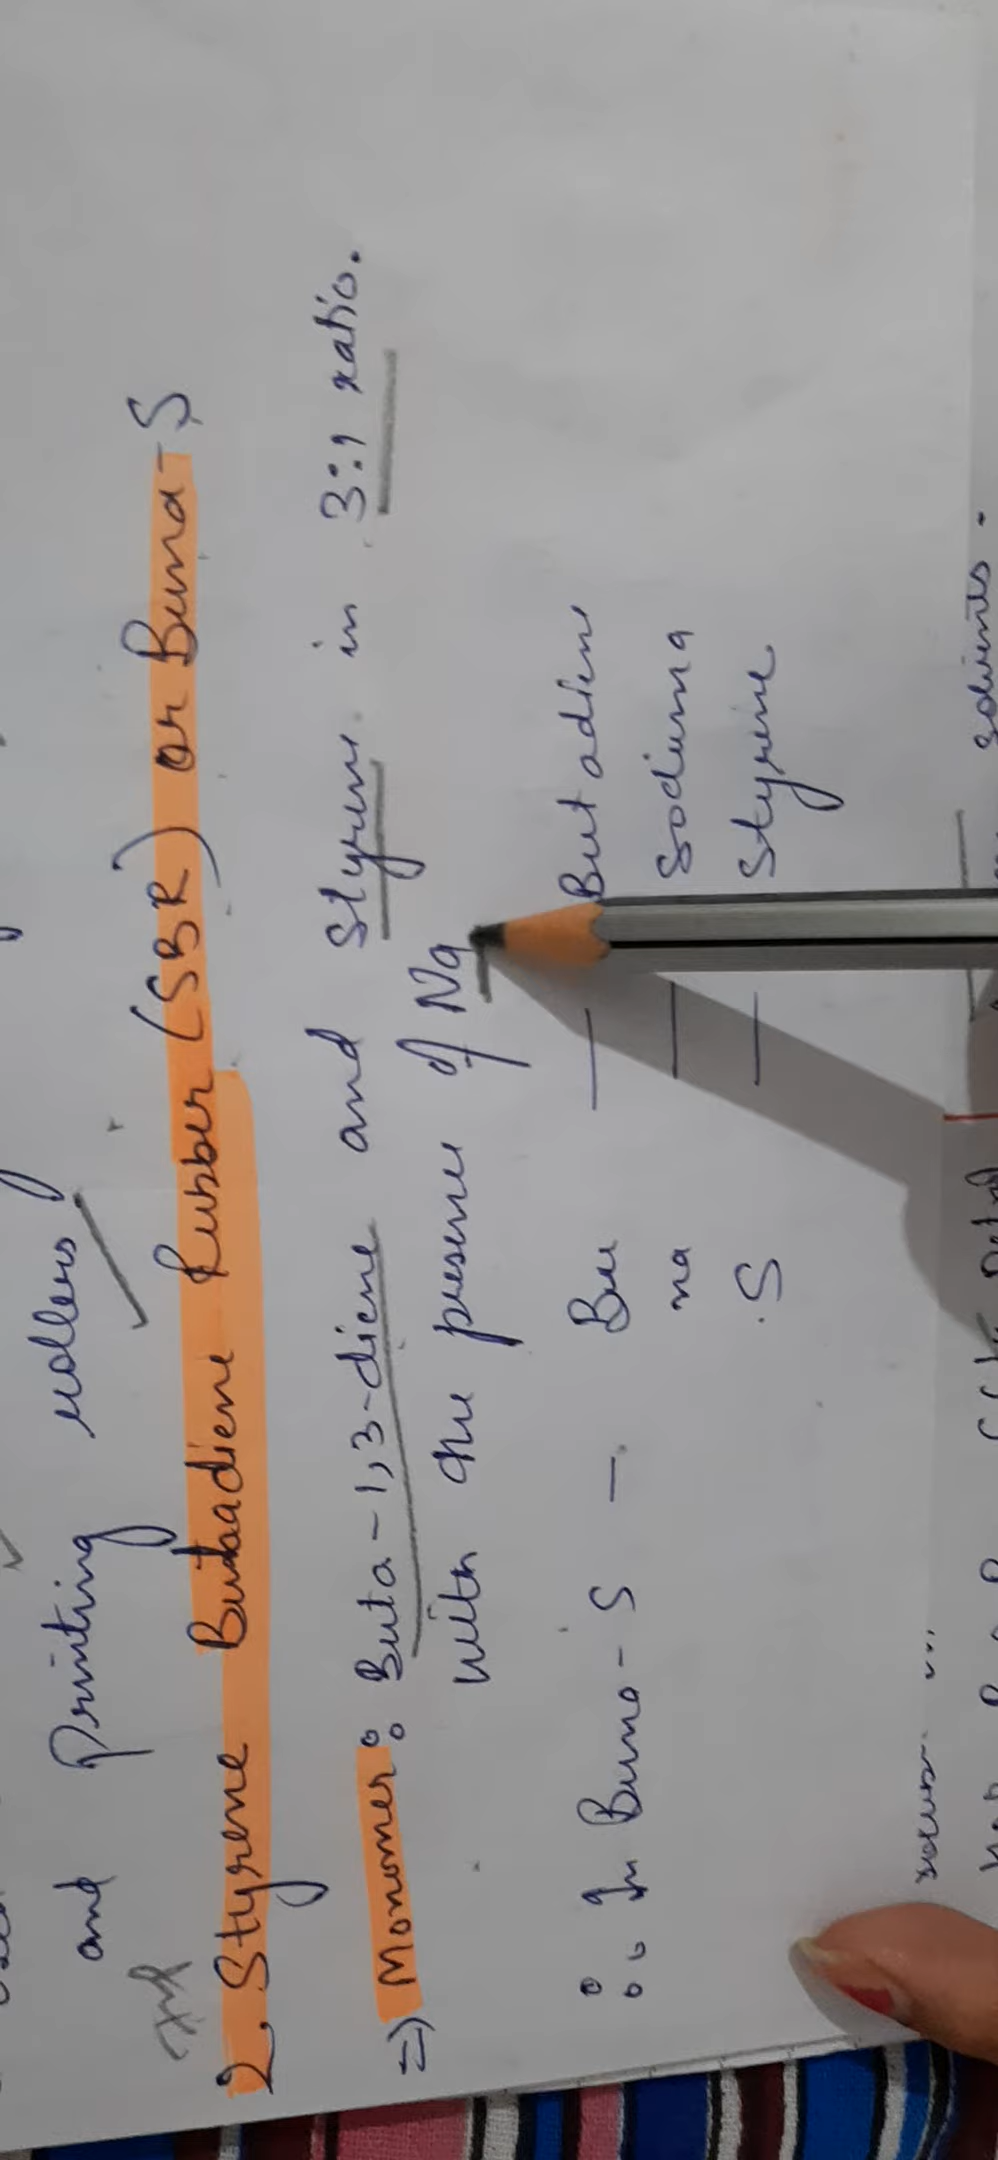 and Printing rollers
2. Styrene Butadiene Rubber (SBR) or Buna-S
=) Monomer: Buta-1,3-diene and Styrene in 3:1 ratio.
with the presence of Na
∴ In Buna-S - Bu — Butadiene
na — Sodium
S — Styrene